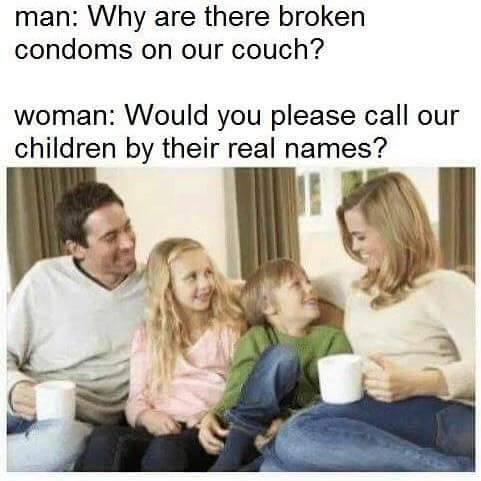 man: Why are there broken
condoms on our couch?
woman: Would you please call our
children by their real names?